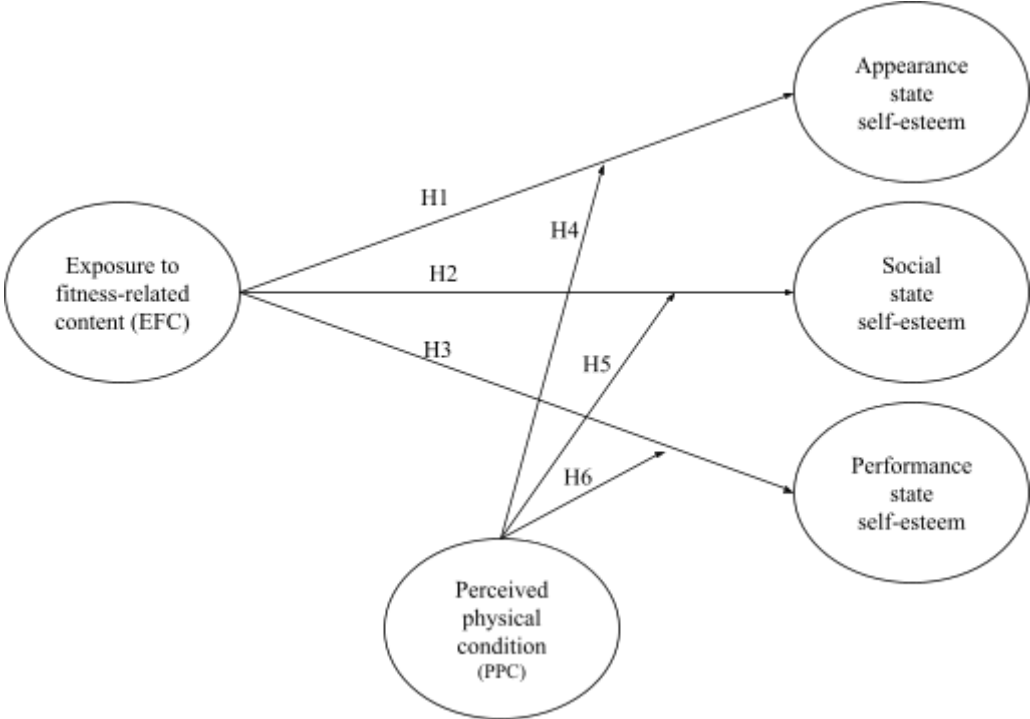 Appearance
state
self-esteem
H1
H4
Exposure to
fitness-related
content (EFC)
H2
Social
state
self-esteem
H3
H5
H6
Performance
state
self-esteem
Perceived
physical
condition
(PPC)